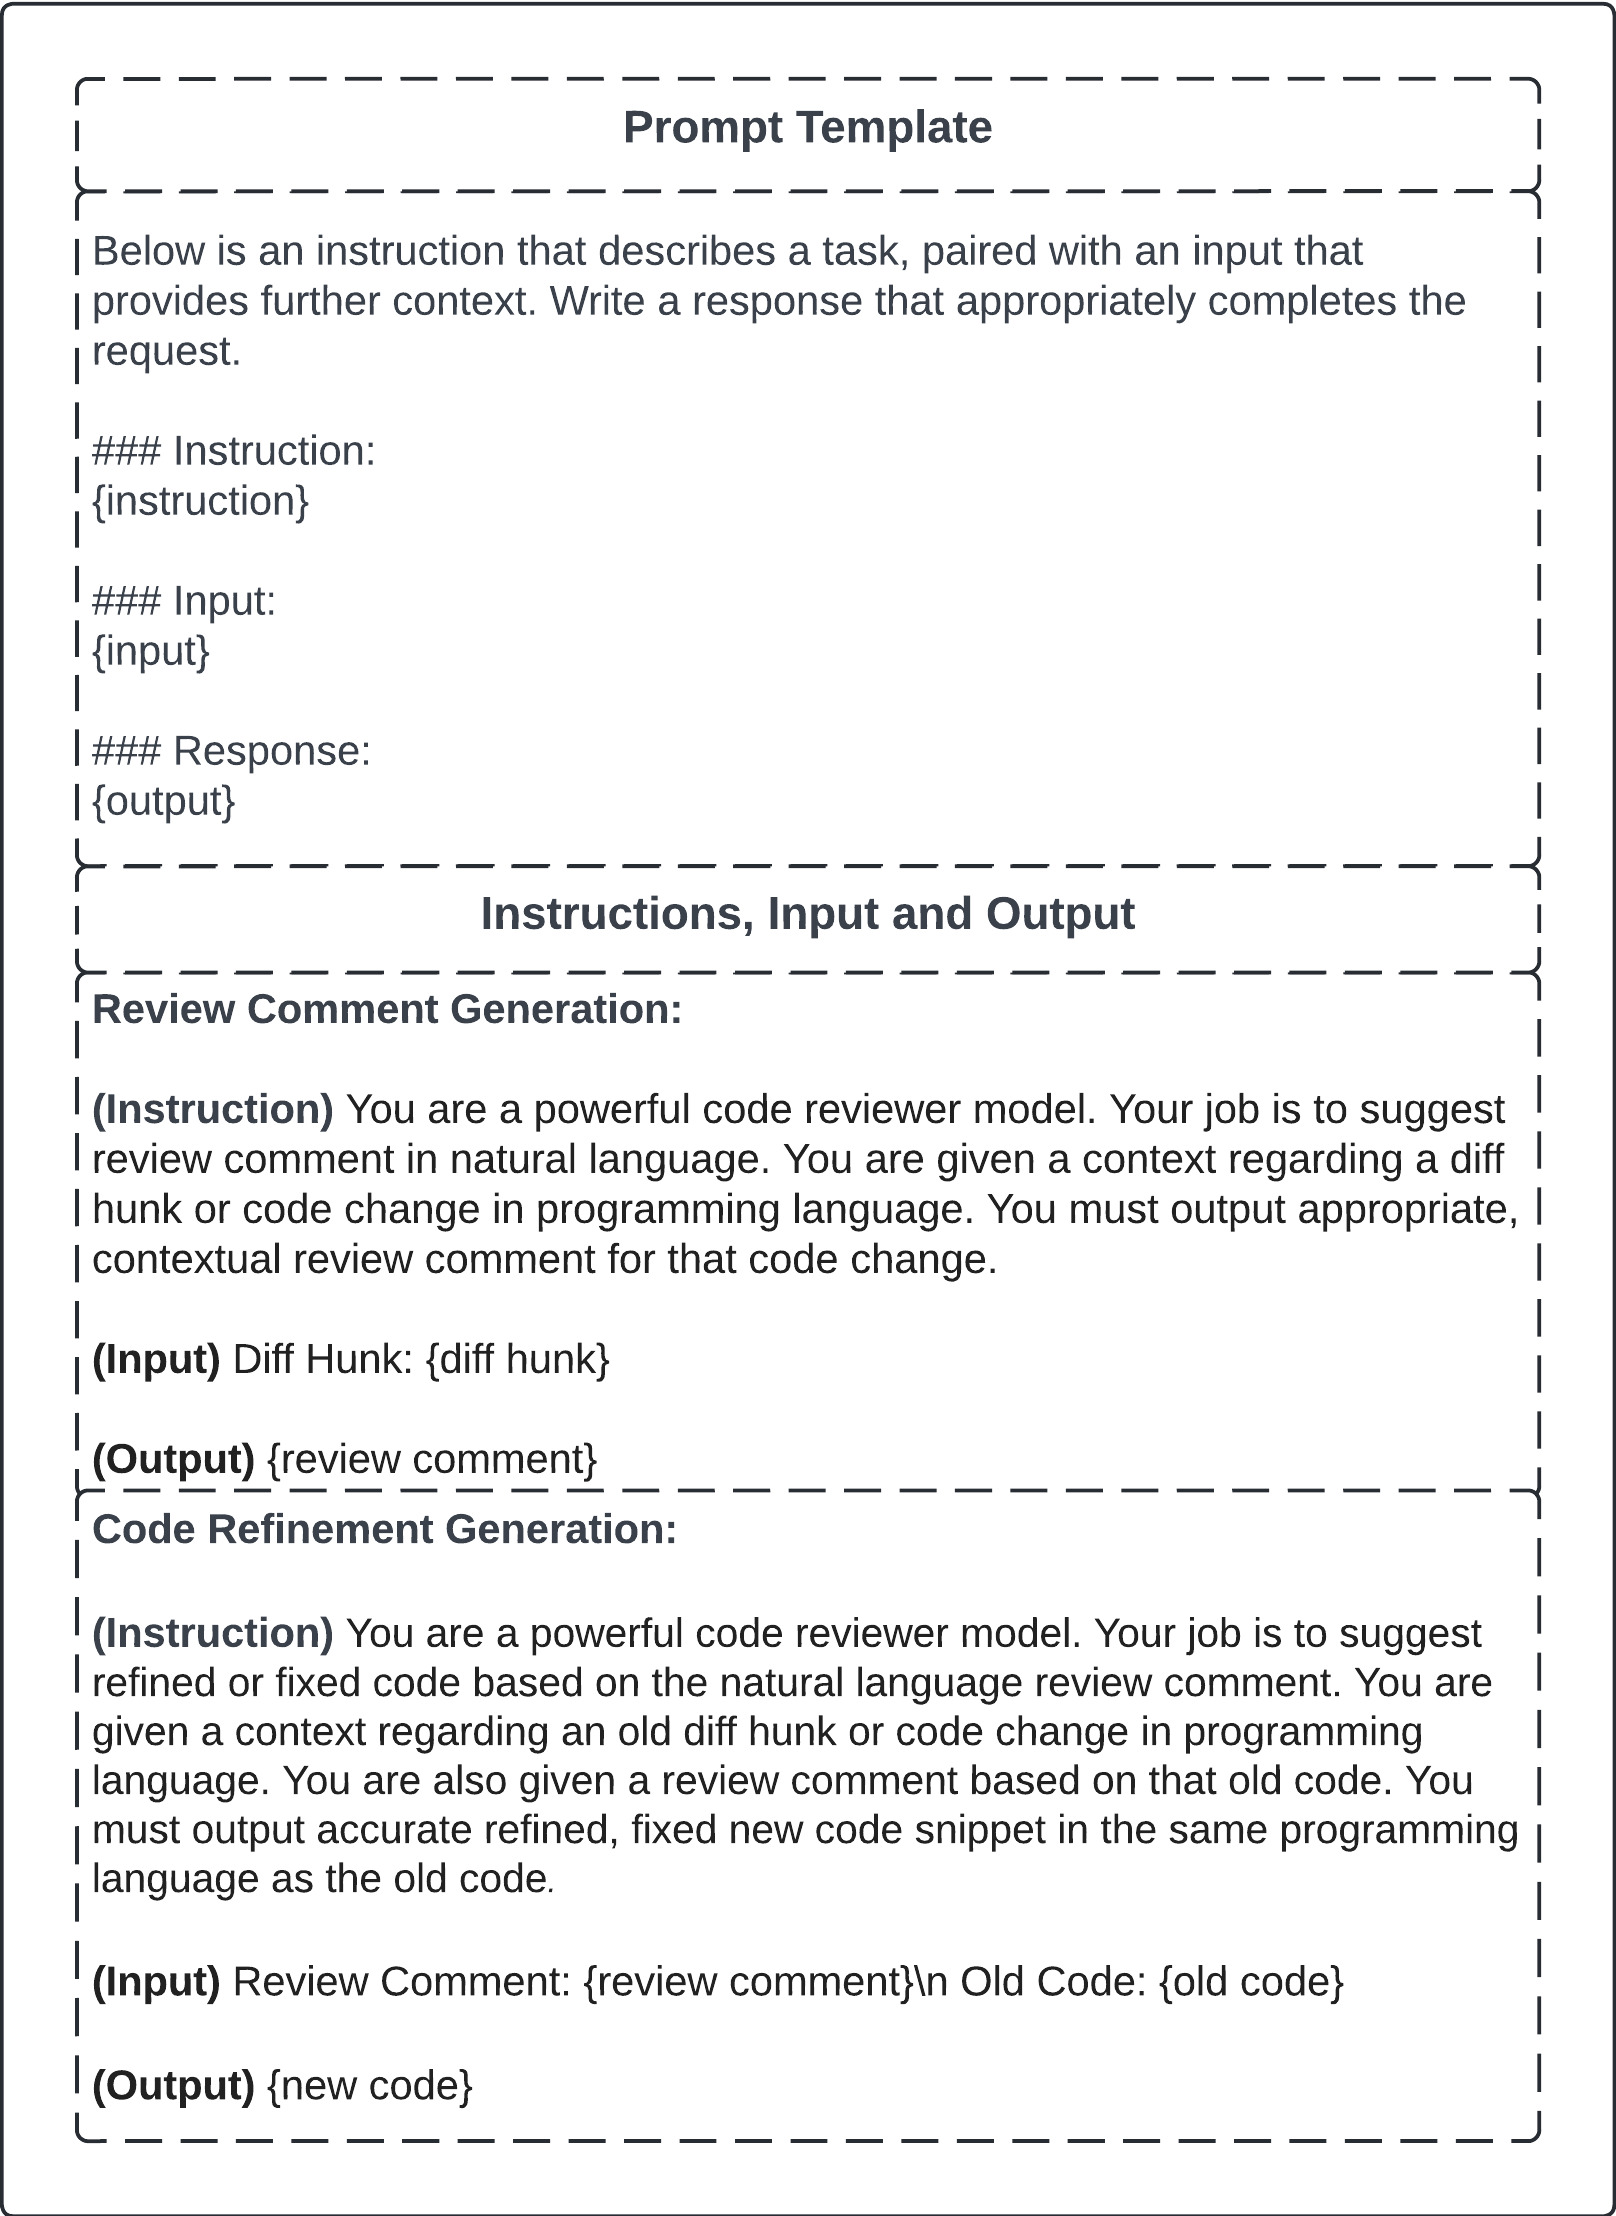 Prompt Template
Below is an instruction that describes a task, paired with an input that
provides further context. Write a response that appropriately completes the
request.
### Instruction:
{instruction}
### Input:
{input}
### Response:
{output}
Instructions, Input and Output
Review Comment Generation:
(Instruction) You are a powerful code reviewer model. Your job is to suggest
review comment in natural language. You are given a context regarding a diff
hunk or code change in programming language. You must output appropriate,
contextual review comment for that code change.
(Input) Diff Hunk: {diff hunk}
(Output) {review comment}
Code Refinement Generation:
(Instruction) You are a powerful code reviewer model. Your job is to suggest
refined or fixed code based on the natural language review comment. You are
given a context regarding an old diff hunk or code change in programming
language. You are also given a review comment based on that old code. You
must output accurate refined, fixed new code snippet in the same programming
language as the old code.
(Input) Review Comment: {review comment}\n Old Code: {old code}
(Output) {new code}